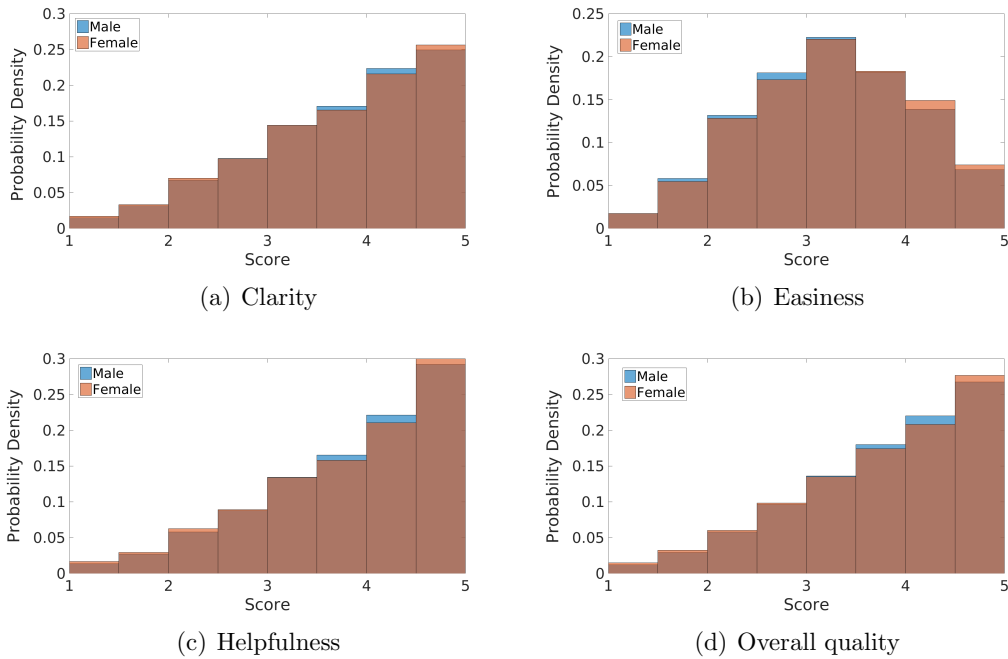 Male
Female
0.3
0.25
0.2
0.15
0.1
0.05
0
Probability Density
1 2 3 4 5
Score
(a) Clarity
Male
Female
0.25
0.2
0.15
0.1
0.05
0
Probability Density
1 2 3 4 5
Score
(b) Easiness
Male
Female
0.3
0.25
0.2
0.15
0.1
0.05
0
Probability Density
1 2 3 4 5
Score
(c) Helpfulness
Male
Female
0.3
0.25
0.2
0.15
0.1
0.05
0
Probability Density
1 2 3 4 5
Score
(d) Overall quality